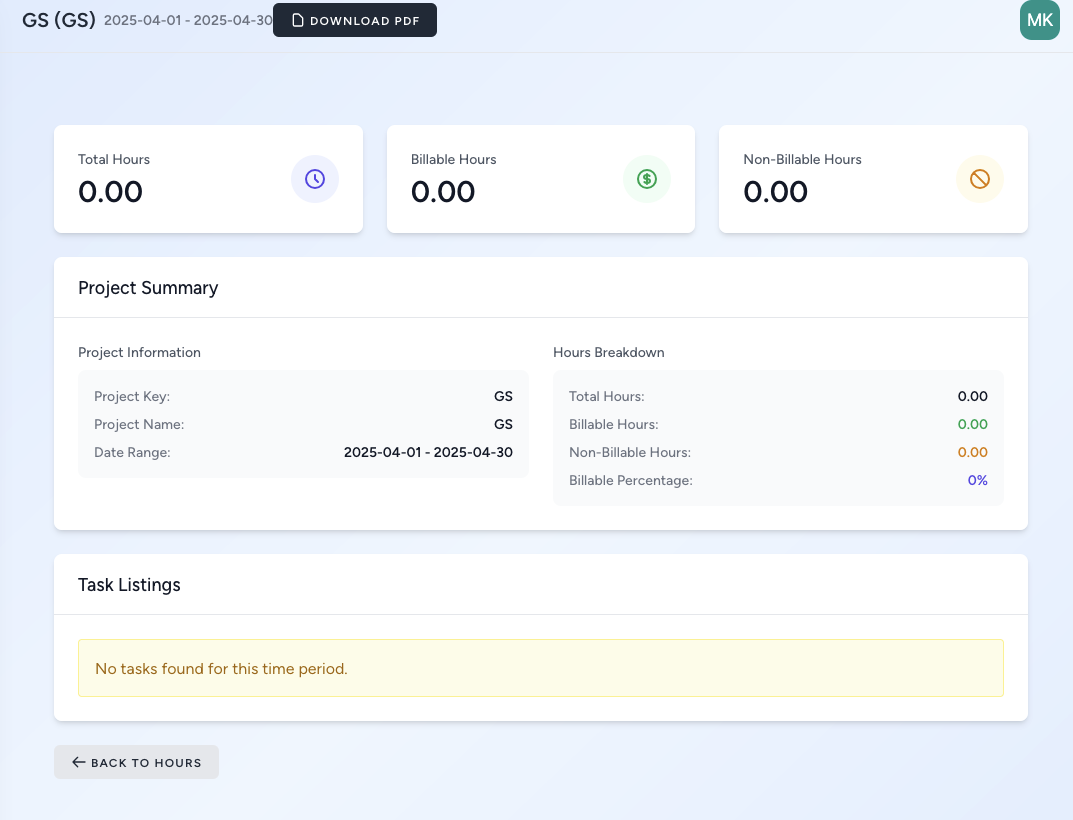 GS (GS) 2025-04-01 - 2025-04-30 DOWNLOAD PDF MK
Total Hours
0.00
Billable Hours
0.00
Non-Billable Hours
0.00
Project Summary
Project Information
Project Key: GS
Project Name: GS
Date Range: 2025-04-01 - 2025-04-30
Hours Breakdown
Total Hours: 0.00
Billable Hours: 0.00
Non-Billable Hours: 0.00
Billable Percentage: 0%
Task Listings
No tasks found for this time period.
BACK TO HOURS